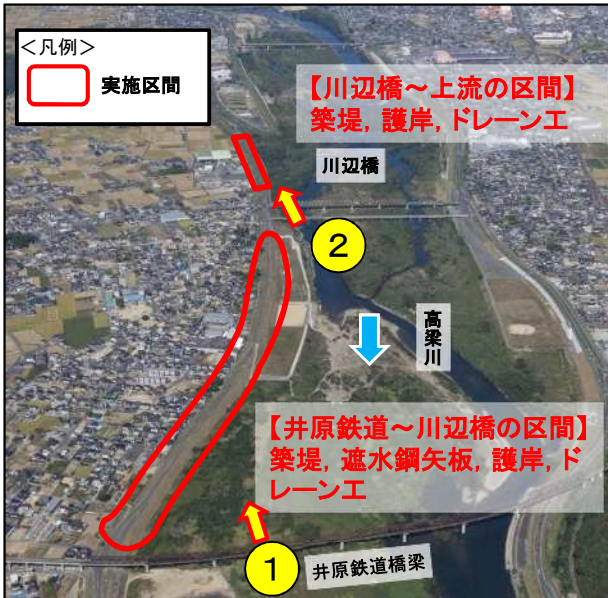 ＜凡例＞
実施区間
【川辺橋～上流の区間】
築堤，護岸，ドレーン工
川辺橋
2
高梁川
【井原鉄道～川辺橋の区間】
築堤，遮水鋼矢板，護岸，ド
レーン工
1
井原鉄道橋梁